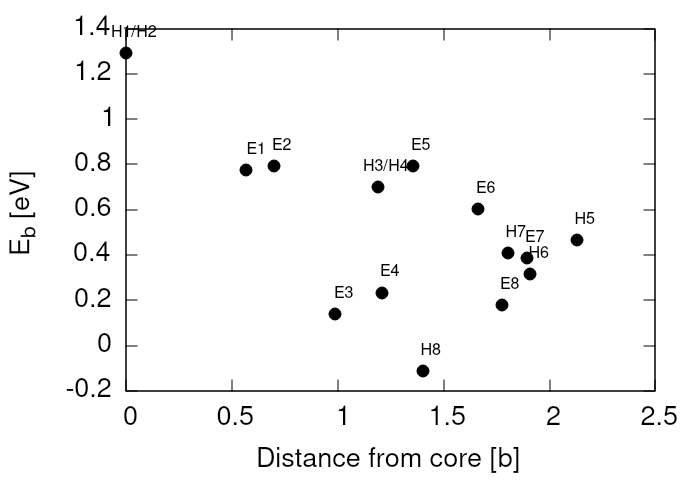 1.4
H1/H2
1.2
1
0.8
0.6
0.4
0.2
0
-0.2
E1
E2
H3/H4
E5
E6
H5
H7
E7
H6
E8
E4
E3
H8
0
0.5
1
1.5
2
2.5
E_b [eV]
Distance from core [b]